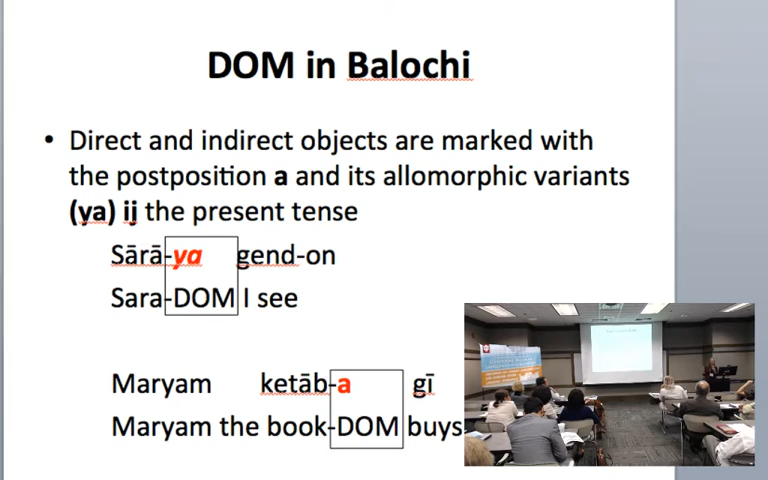 DOM in Balochi
• Direct and indirect objects are marked with
the postposition a and its allomorphic variants
(ya) ij the present tense
Sārā-ya gend-on
Sara-DOM I see
Maryam ketāb-a gī
Maryam the book-DOM buys